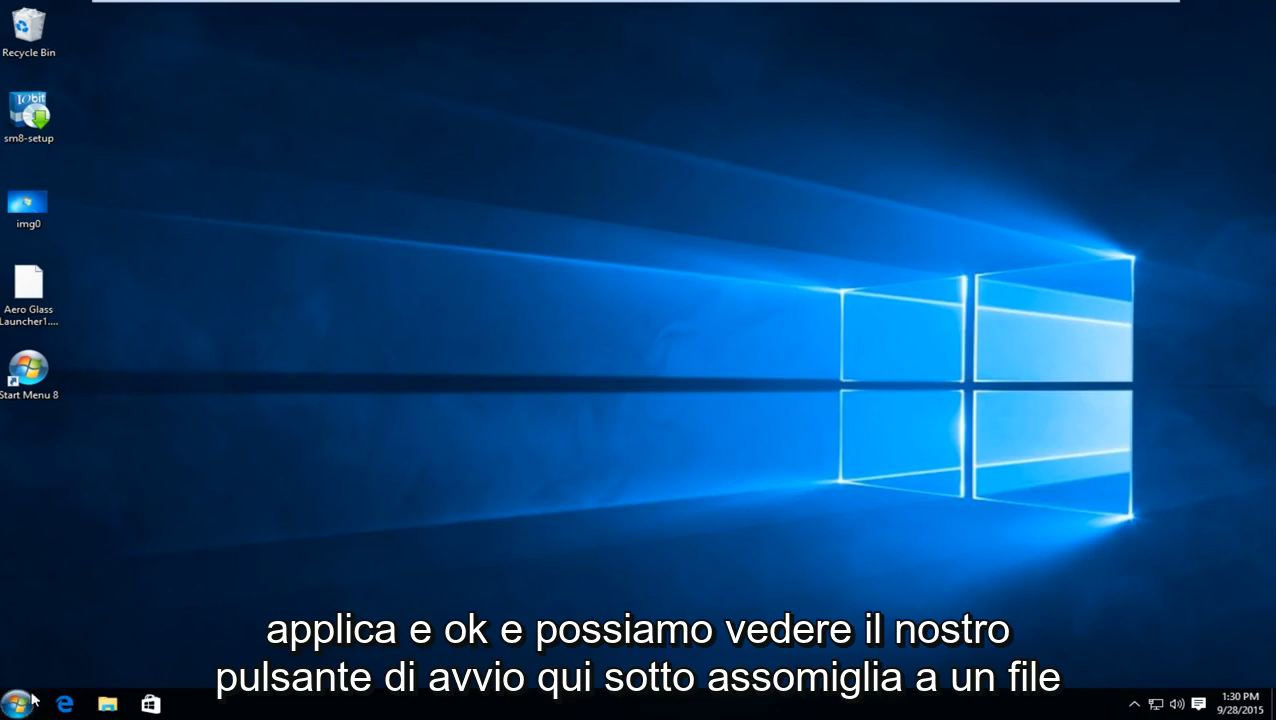 Recycle Bin
IObit
sm8-setup
img0
Aero Glass
Launcher1....
Start Menu 8
applica e ok e possiamo vedere il nostro
pulsante di avvio qui sotto assomiglia a un file
1:30 PM
9/28/2015